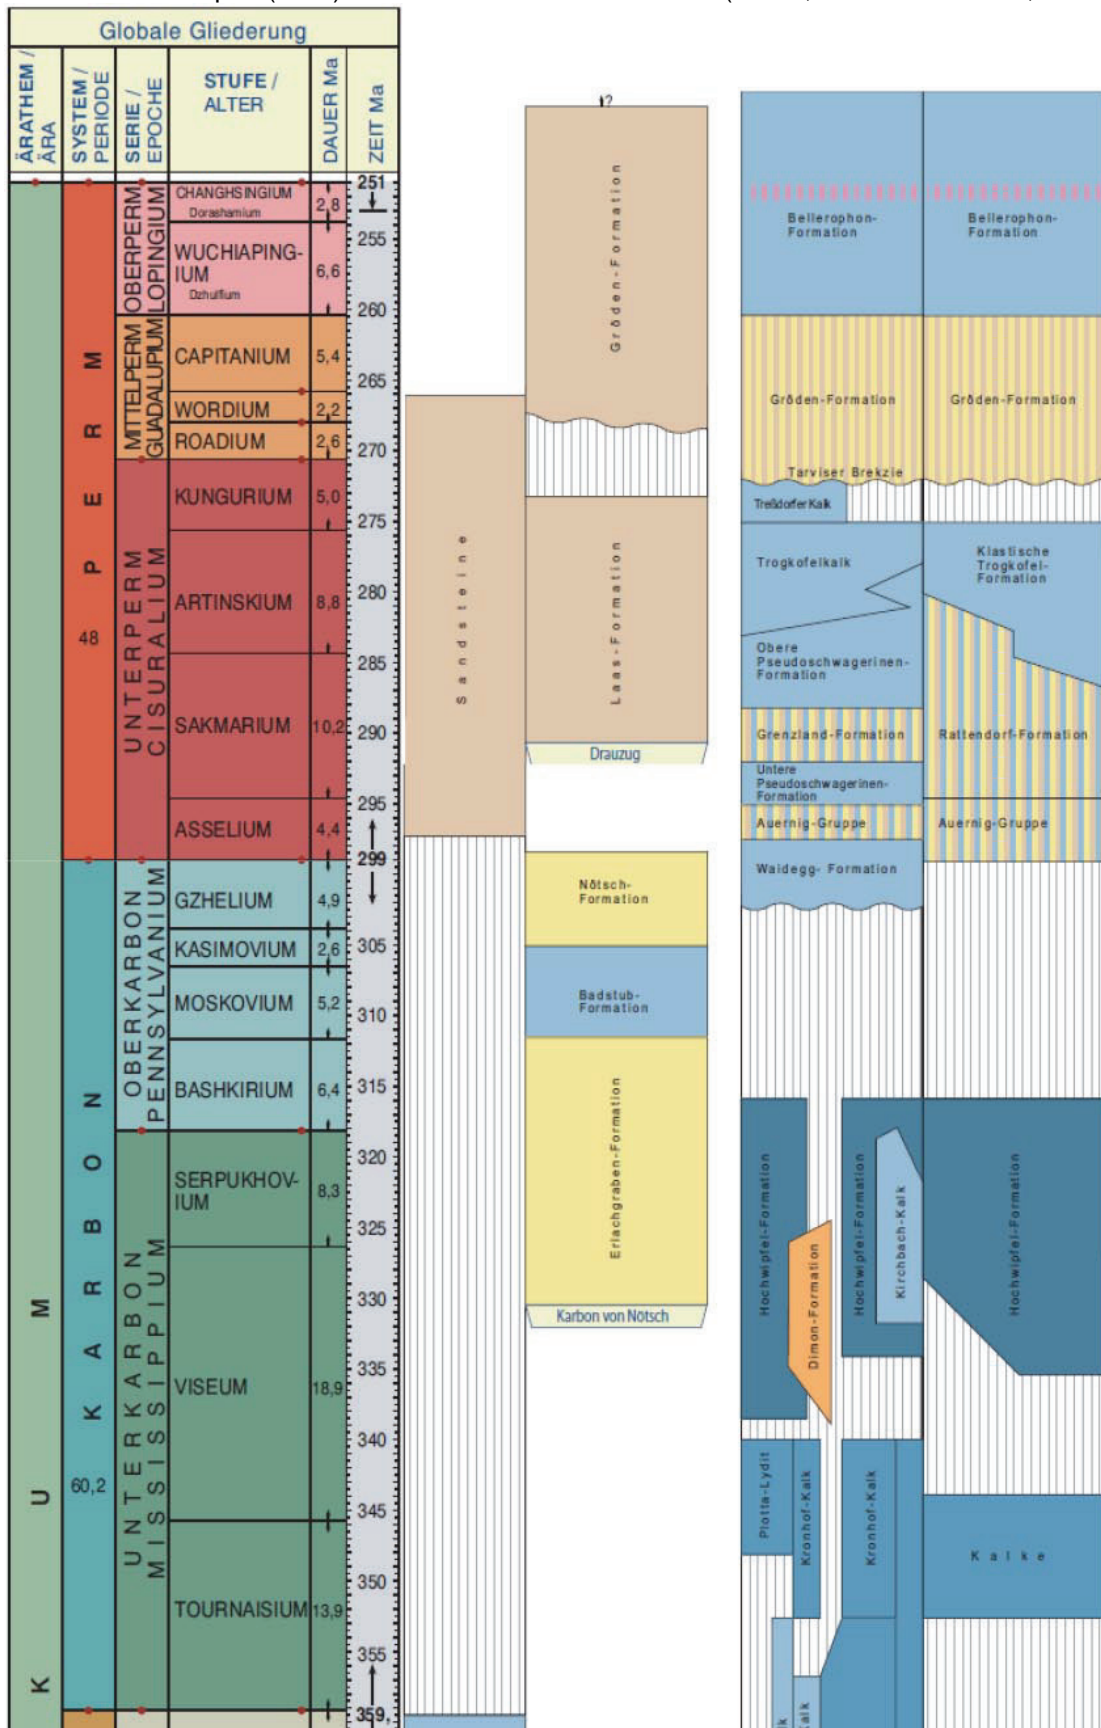 Globale Gliederung
ÄRATHEM /
ÄRA
SYSTEM /
PERIODE
SERIE /
EPOCHE
STUFE /
ALTER
DAUER Ma
ZEIT Ma
K U M
PERM
48
KARBON
60,2
OBERPERM
LOPINGIUM
MITTELPERM
GUADALUPIUM
UNTERPERM
CISURALIUM
OBERKARBON
PENNSYLVANIUM
UNTERKARBON
MISSISSIPPIUM
CHANGHSINGIUM
Dorashamium
2,8
WUCHIAPING-
IUM
Dzhulfium
6,6
CAPITANIUM
5,4
WORDIUM
2,2
ROADIUM
2,6
KUNGURIUM
5,0
ARTINSKIUM
8,8
SAKMARIUM
10,2
ASSELIUM
4,4
GZHELIUM
4,9
KASIMOVIUM
2,6
MOSKOVIUM
5,2
BASHKIRIUM
6,4
SERPUKHOV-
IUM
8,3
VISEUM
18,9
TOURNAISIUM
13,9
251
255
260
265
270
275
280
285
290
295
299
305
310
315
320
325
330
335
340
345
350
355
359,
Sandsteine
?
Gröden-Formation
Laas-Formation
Drauzug
Nötsch-
Formation
Badstub-
Formation
Erlachgraben-Formation
Karbon von Nötsch
Bellerophon-
Formation
Bellerophon-
Formation
Gröden-Formation
Gröden-Formation
Tarviser Brekzie
Treßdorfer Kalk
Trogkofelkalk
Klastische
Trogkofel-
Formation
Obere
Pseudoschwagerinen-
Formation
Grenzland-Formation
Rattendorf-Formation
Untere
Pseudoschwagerinen-
Formation
Auernig-Gruppe
Auernig-Gruppe
Waidegg- Formation
Hochwipfel-Formation
Dimon-Formation
Hochwipfel-Formation
Kirchbach-Kalk
Hochwipfel-Formation
Plotta-Lydit
Kronhof-Kalk
Kronhof-Kalk
Kalke
k
alk